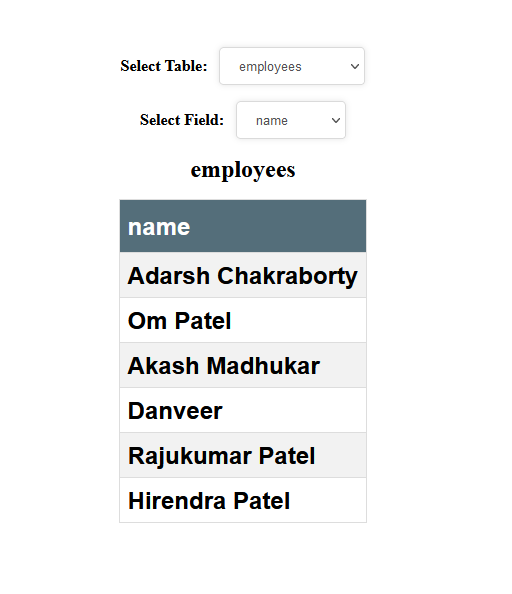 Select Table: employees
Select Field: name
employees
name
Adarsh Chakraborty
Om Patel
Akash Madhukar
Danveer
Rajukumar Patel
Hirendra Patel